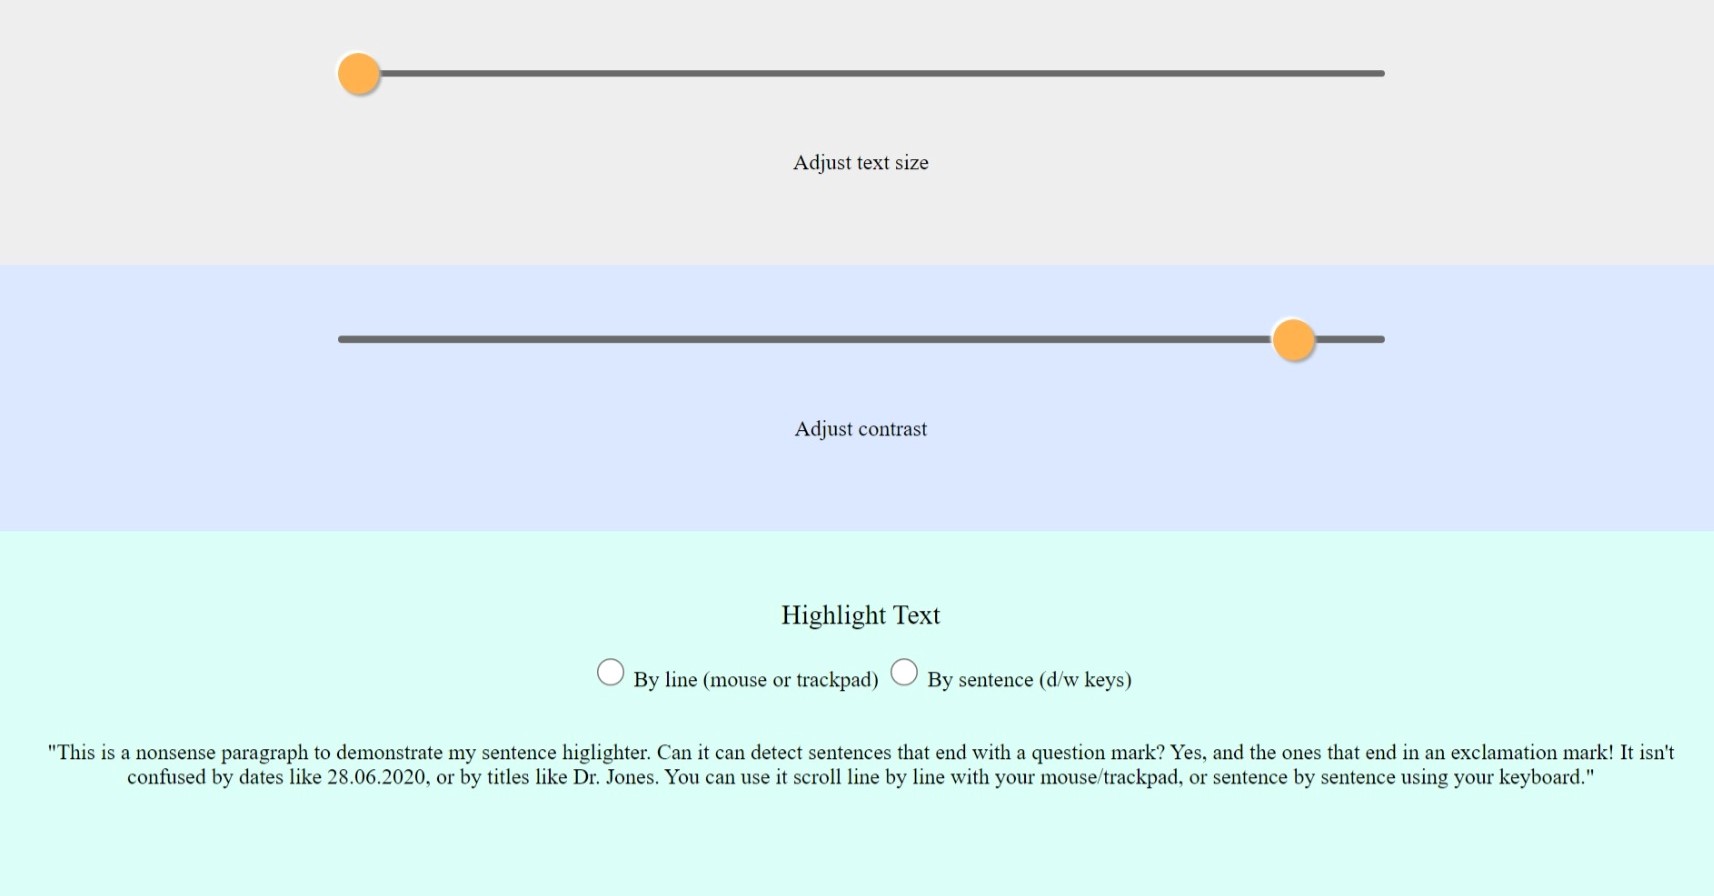 Adjust text size
Adjust contrast
Highlight Text
By line (mouse or trackpad) By sentence (d/w keys)
"This is a nonsense paragraph to demonstrate my sentence higlighter. Can it can detect sentences that end with a question mark? Yes, and the ones that end in an exclamation mark! It isn't
confused by dates like 28.06.2020, or by titles like Dr. Jones. You can use it scroll line by line with your mouse/trackpad, or sentence by sentence using your keyboard."